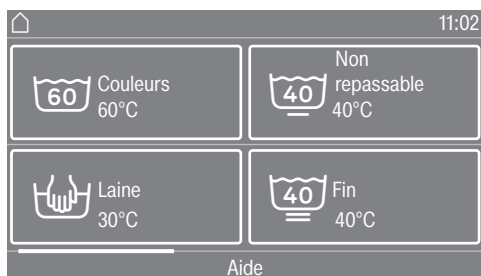 11:02
60
Couleurs
60°C
40
Non
repassable
40°C
Laine
30°C
40
Fin
40°C
Aide